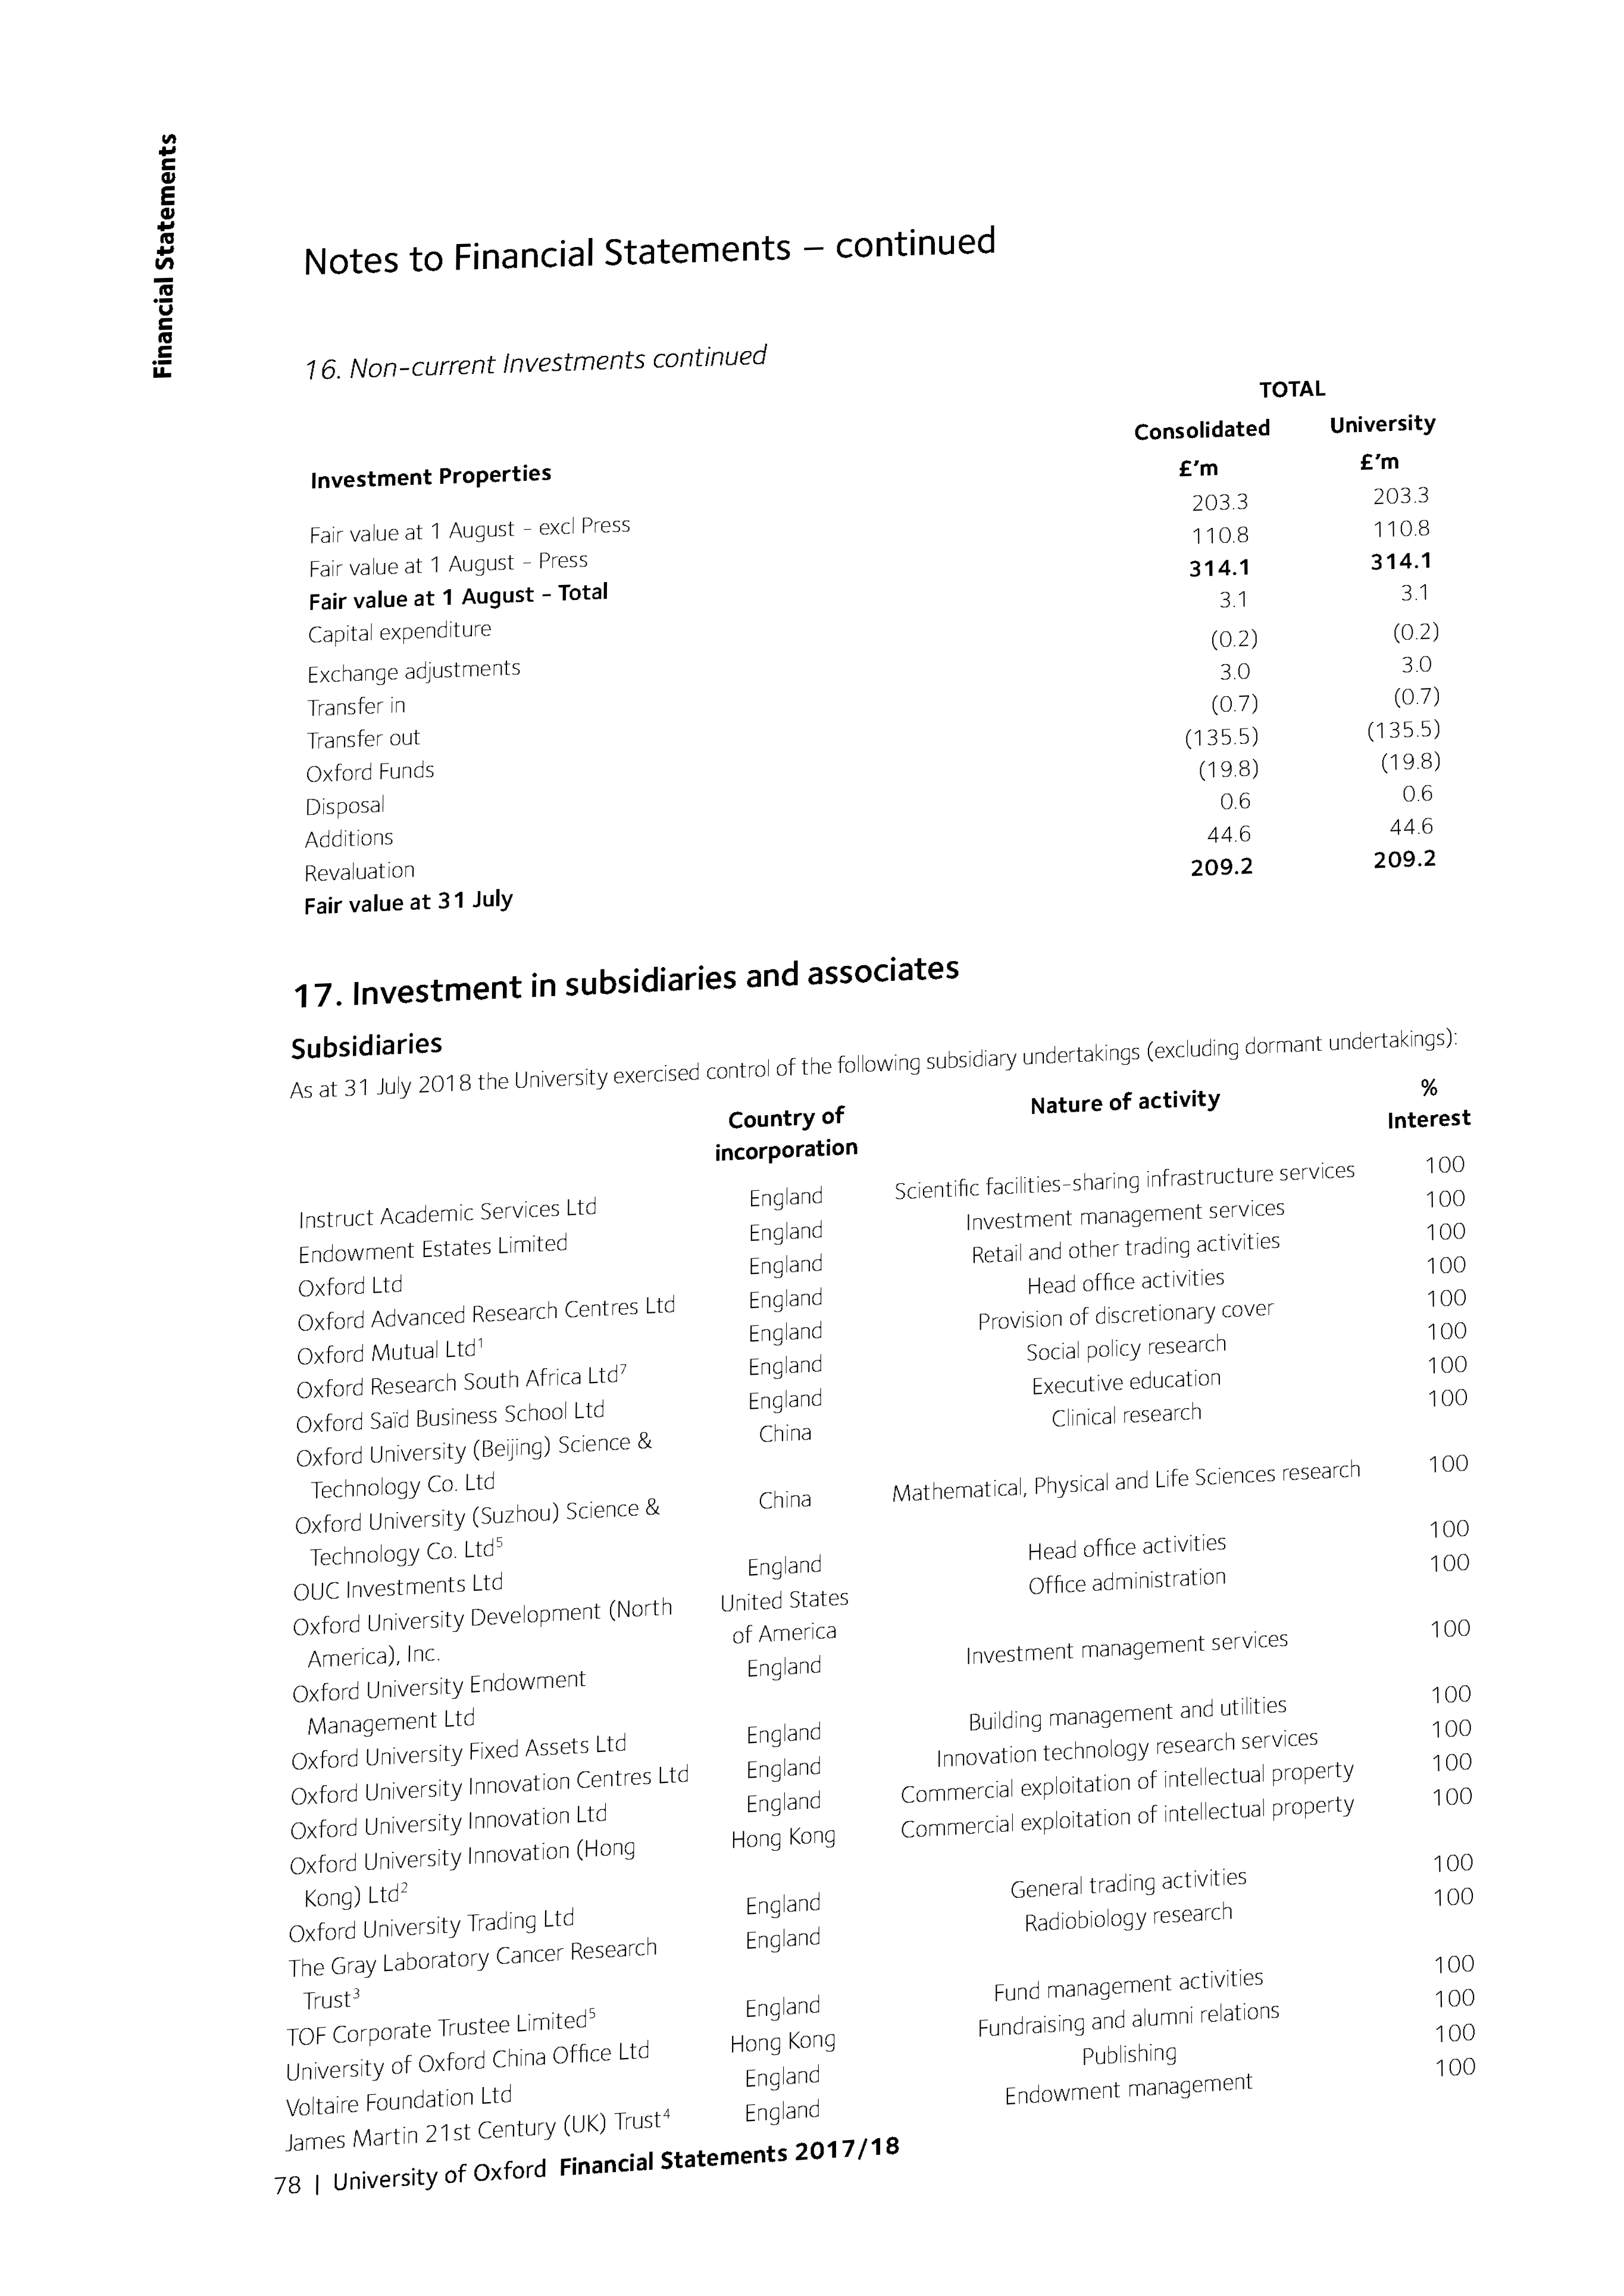 Financial Statements
Notes to Financial Statements – continued
16. Non-current Investments continued
TOTAL
Consolidated University
Investment Properties £'m £'m
Fair value at 1 August – excl Press 203.3 203.3
Fair value at 1 August – Press 110.8 110.8
Fair value at 1 August – Total 314.1 314.1
Capital expenditure 3.1 3.1
Exchange adjustments (0.2) (0.2)
Transfer in 3.0 3.0
Transfer out (0.7) (0.7)
Oxford Funds (135.5) (135.5)
Disposal (19.8) (19.8)
Additions 0.6 0.6
Revaluation 44.6 44.6
Fair value at 31 July 209.2 209.2
17. Investment in subsidiaries and associates
Subsidiaries
As at 31 July 2018 the University exercised control of the following subsidiary undertakings (excluding dormant undertakings):
Country of Nature of activity %
incorporation Interest
Instruct Academic Services Ltd England Scientific facilities-sharing infrastructure services 100
Endowment Estates Limited England Investment management services 100
Oxford Ltd England Retail and other trading activities 100
Oxford Advanced Research Centres Ltd England Head office activities 100
Oxford Mutual Ltd¹ England Provision of discretionary cover 100
Oxford Research South Africa Ltd⁷ England Social policy research 100
Oxford Saïd Business School Ltd England Executive education 100
Oxford University (Beijing) Science & China Clinical research 100
Technology Co. Ltd
Oxford University (Suzhou) Science & China Mathematical, Physical and Life Sciences research 100
Technology Co. Ltd⁵
OUC Investments Ltd England Head office activities 100
Oxford University Development (North United States Office administration 100
America), Inc. of America
Oxford University Endowment England Investment management services 100
Management Ltd
Oxford University Fixed Assets Ltd England Building management and utilities 100
Oxford University Innovation Centres Ltd England Innovation technology research services 100
Oxford University Innovation Ltd England Commercial exploitation of intellectual property 100
Oxford University Innovation (Hong Hong Kong Commercial exploitation of intellectual property 100
Kong) Ltd²
Oxford University Trading Ltd England General trading activities 100
The Gray Laboratory Cancer Research England Radiobiology research 100
Trust³
TOF Corporate Trustee Limited⁵ England Fund management activities 100
University of Oxford China Office Ltd Hong Kong Fundraising and alumni relations 100
Voltaire Foundation Ltd England Publishing 100
James Martin 21st Century (UK) Trust⁴ England Endowment management 100
78 | University of Oxford Financial Statements 2017/18